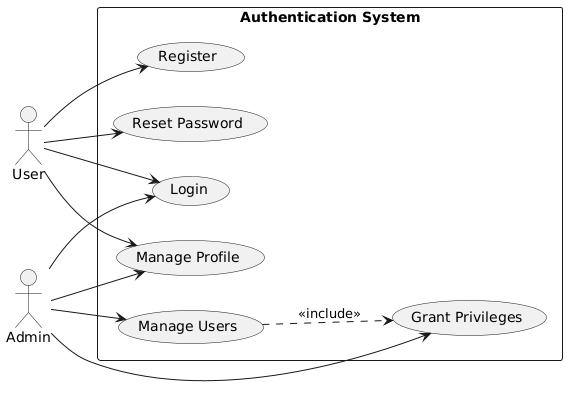 Authentication System
Register
Reset Password
User
Login
Manage Profile
«include»
Grant Privileges
Manage Users
Admin